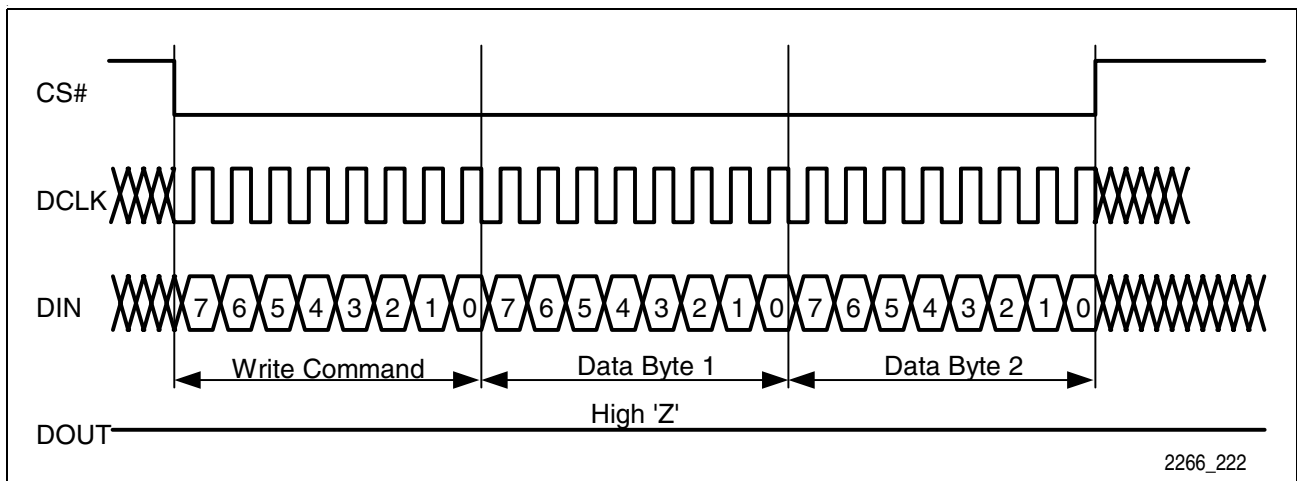 CS#
DCLK
DIN 7 6 5 4 3 2 1 0 7 6 5 4 3 2 1 0 7 6 5 4 3 2 1 0
Write Command Data Byte 1 Data Byte 2
High 'Z'
DOUT
2266_222